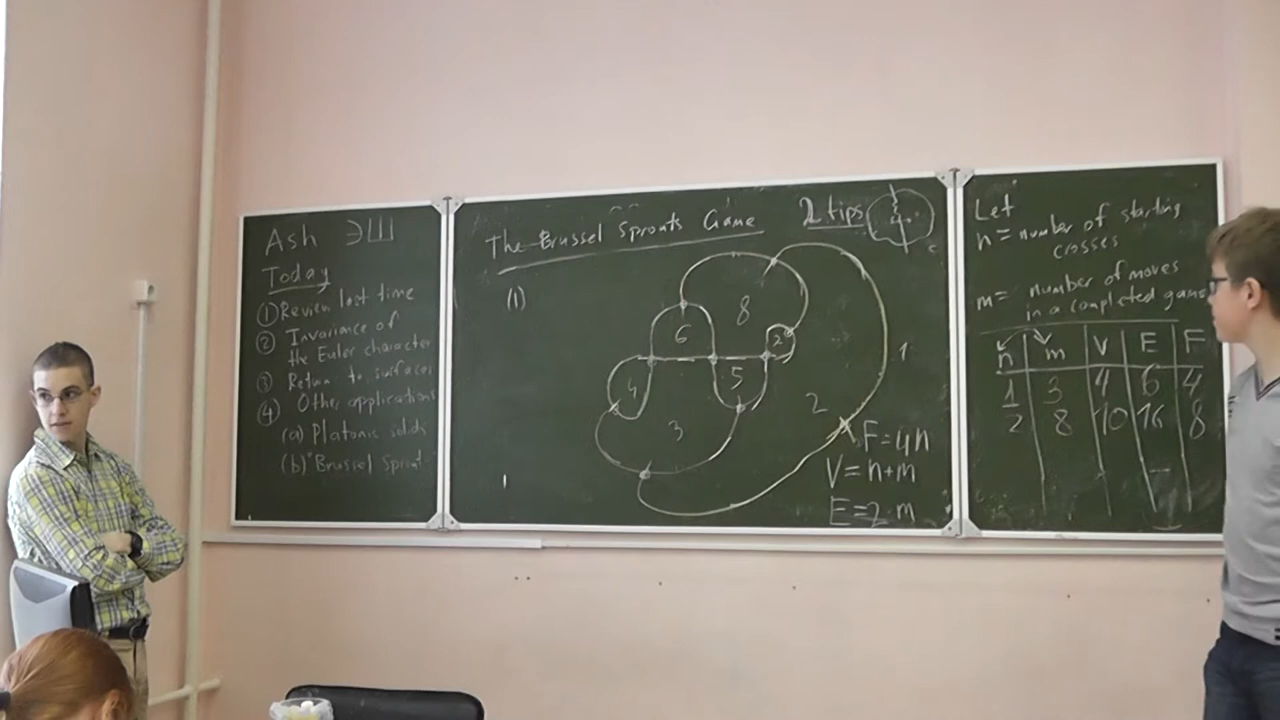 Ash ЭШ
Today
① Review last time
② Invariance of
the Euler character
③ Return to surfaces
④ Other applications
(a) Platonic solids
(b) Brussel Sprout
The Brussel Sprouts Game
2 tips
(1)
8
6
2
4
5
3
2
1
F=4n
V=n+m
E=2·m
Let
n= number of starting
crosses
m= number of moves
in a completed game
n m V E F
1 3 4 6 4
2 8 10 16 8